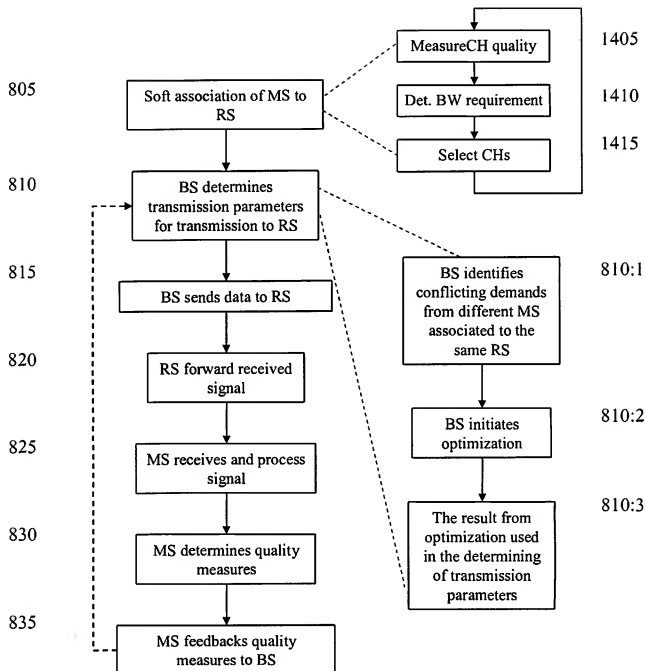 MeasureCH quality
1405
805
Soft association of MS to
RS
Det. BW requirement
1410
Select CHs
1415
810
BS determines
transmission parameters
for transmission to RS
815
BS sends data to RS
BS identifies
conflicting demands
from different MS
associated to the
same RS
810:1
820
RS forward received
signal
BS initiates
optimization
810:2
825
MS receives and process
signal
The result from
optimization used
in the determining
of transmission
parameters
810:3
830
MS determines quality
measures
835
MS feedbacks quality
measures to BS